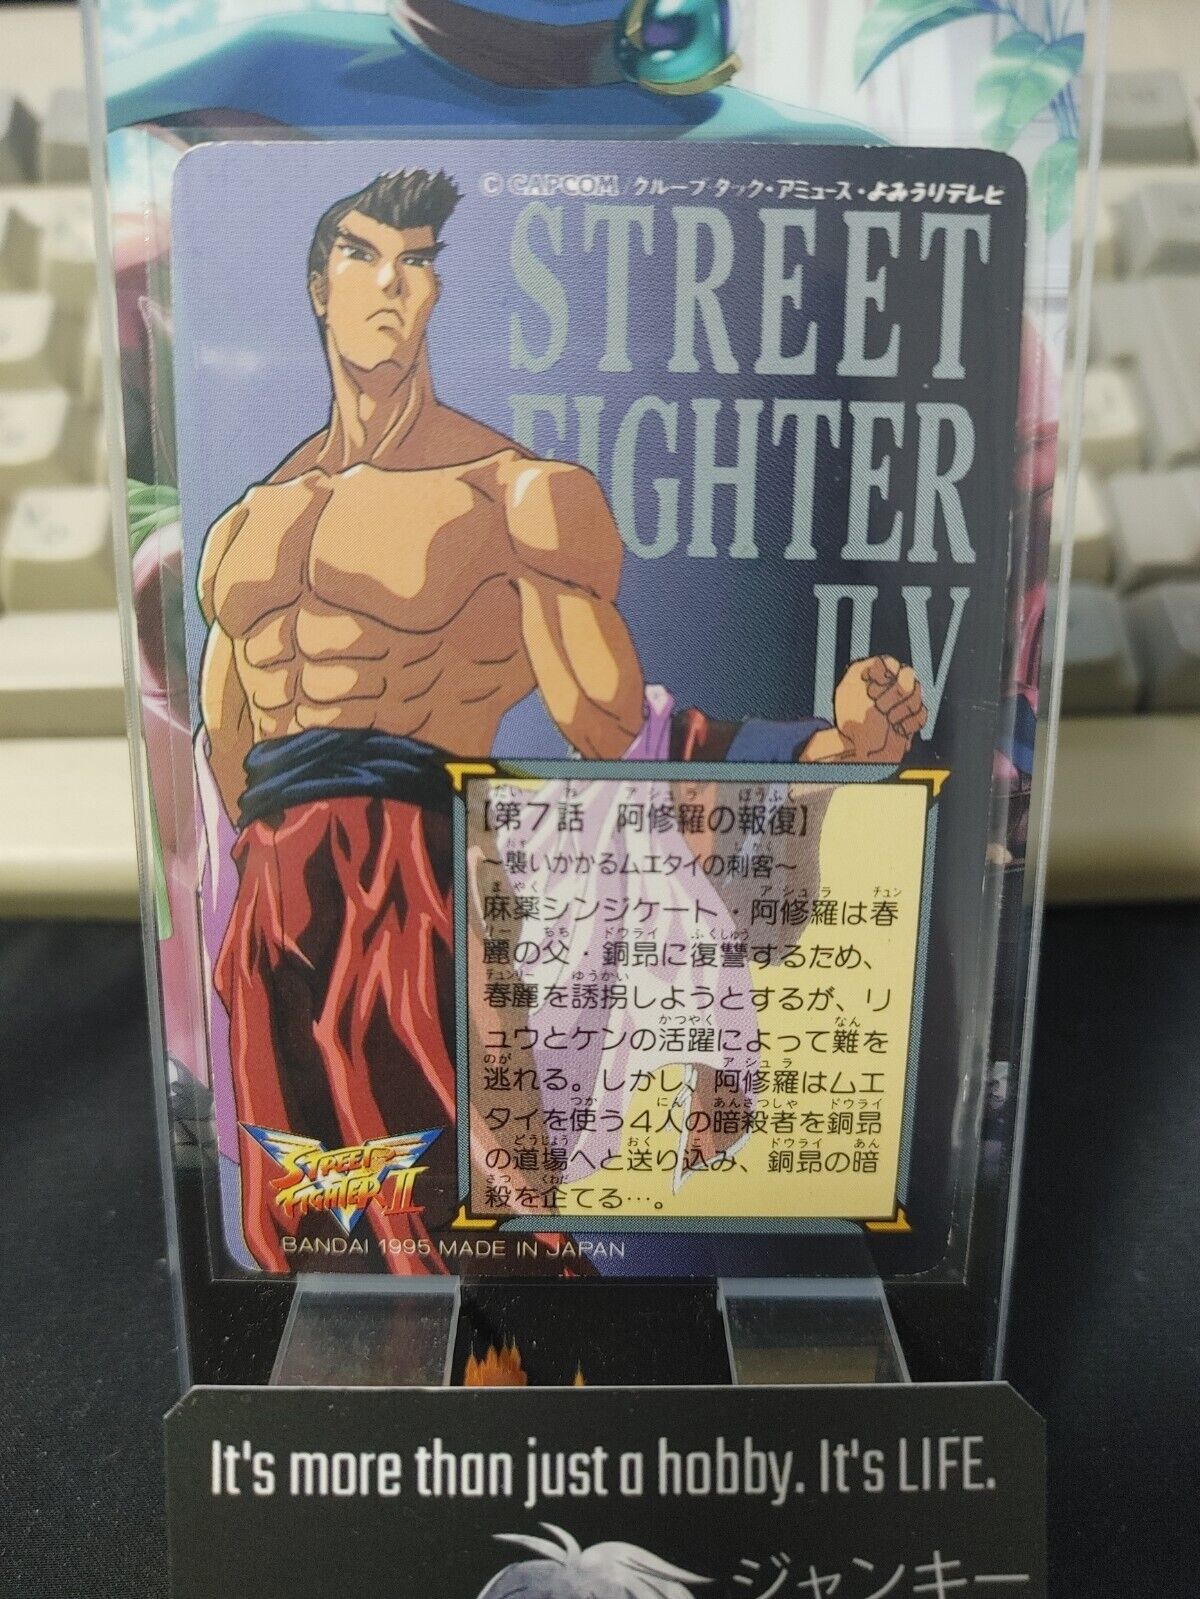 © CAPCOM / グループタック・アミューズ・よみうりテレビ
STREET
FIGHTER
II V
【第7話 阿修羅の報復】
～襲いかかるムエタイの刺客～
麻薬シンジケート・阿修羅は春
麗の父・銅昴に復讐するため、
春麗を誘拐しようとするが、リ
ュウとケンの活躍によって難を
逃れる。しかし、阿修羅はムエ
タイを使う4人の暗殺者を銅昴
の道場へと送り込み、銅昴の暗
殺を企てる…。
STREET
FIGHTER II
V
BANDAI 1995 MADE IN JAPAN
It's more than just a hobby. It's LIFE.
ジャンキー